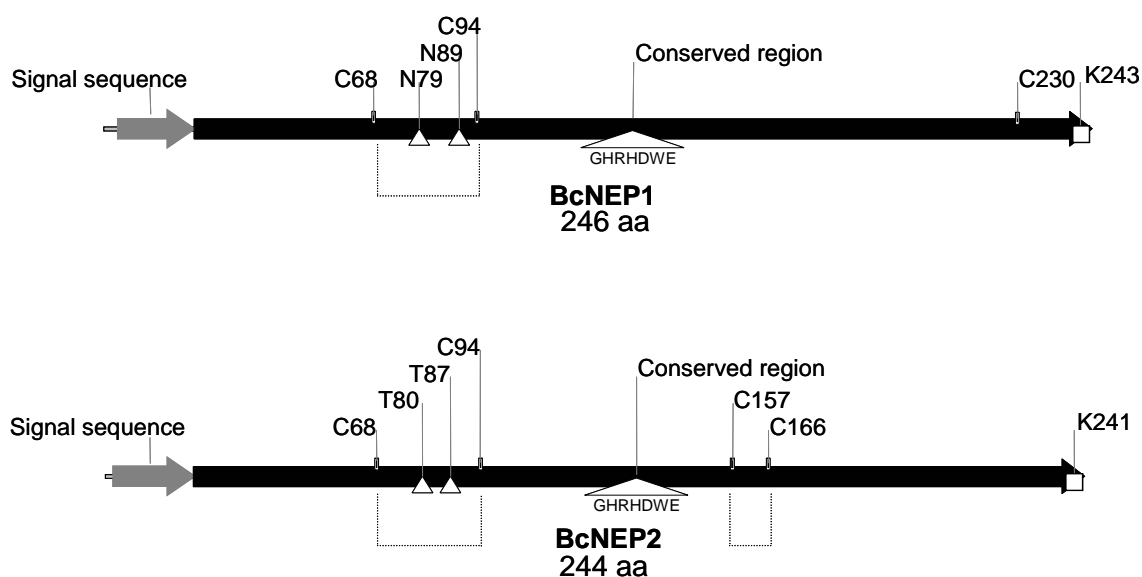 C94
N89
Conserved region
Signal sequence
C68
N79
C230
K243
GHRHDWE
BcNEP1
246 aa
C94
T87
Conserved region
T80
C157
Signal sequence
C68
C166
K241
GHRHDWE
BcNEP2
244 aa